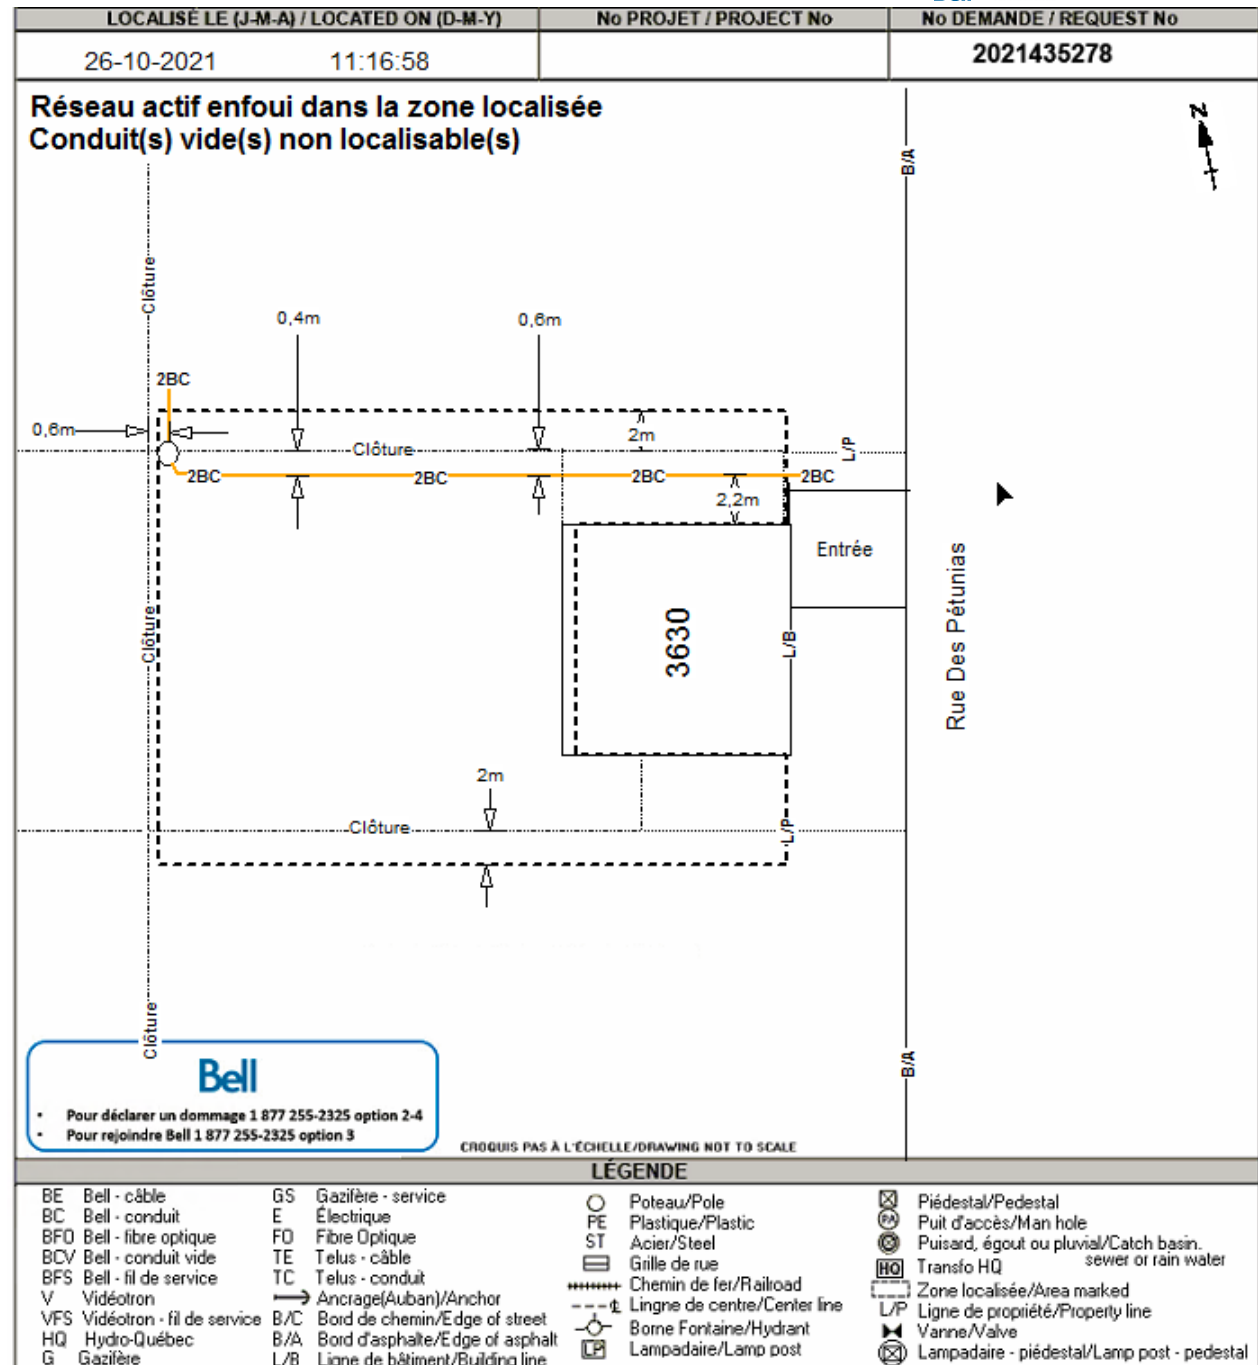 LOCALISÉ LE (J-M-A) / LOCATED ON (D-M-Y)
No PROJET / PROJECT No
No DEMANDE / REQUEST No
26-10-2021 11:16:58
2021435278
Réseau actif enfoui dans la zone localisée
Conduit(s) vide(s) non localisable(s)
N
B/A
Clôture
0,4m
0,6m
2BC
0,6m
2m
Clôture
L/P
2BC
2BC
2BC
2BC
2,2m
Entrée
3630
L/B
Clôture
Rue Des Pétunias
2m
Clôture
L/P
Clôture
B/A
Bell
• Pour déclarer un dommage 1 877 255-2325 option 2-4
• Pour rejoindre Bell 1 877 255-2325 option 3
CROQUIS PAS À L'ÉCHELLE/DRAWING NOT TO SCALE
LÉGENDE
BE Bell - câble
BC Bell - conduit
BFO Bell - fibre optique
BCV Bell - conduit vide
BFS Bell - fil de service
V Vidéotron
VFS Vidéotron - fil de service
HQ Hydro-Québec
G Gazifère
GS Gazifère - service
E Électrique
FO Fibre Optique
TE Telus - câble
TC Telus - conduit
Ancrage(Auban)/Anchor
B/C Bord de chemin/Edge of street
B/A Bord d'asphalte/Edge of asphalt
L/B Ligne de bâtiment/Building line
Poteau/Pole
PE Plastique/Plastic
ST Acier/Steel
Grille de rue
Chemin de fer/Railroad
Lingne de centre/Center line
Borne Fontaine/Hydrant
LP Lampadaire/Lamp post
Piédestal/Pedestal
PA Puit d'accès/Man hole
Puisard, égout ou pluvial/Catch basin.
sewer or rain water
HQ Transfo HQ
Zone localisée/Area marked
L/P Ligne de propriété/Property line
Vanne/Valve
Lampadaire - piédestal/Lamp post - pedestal